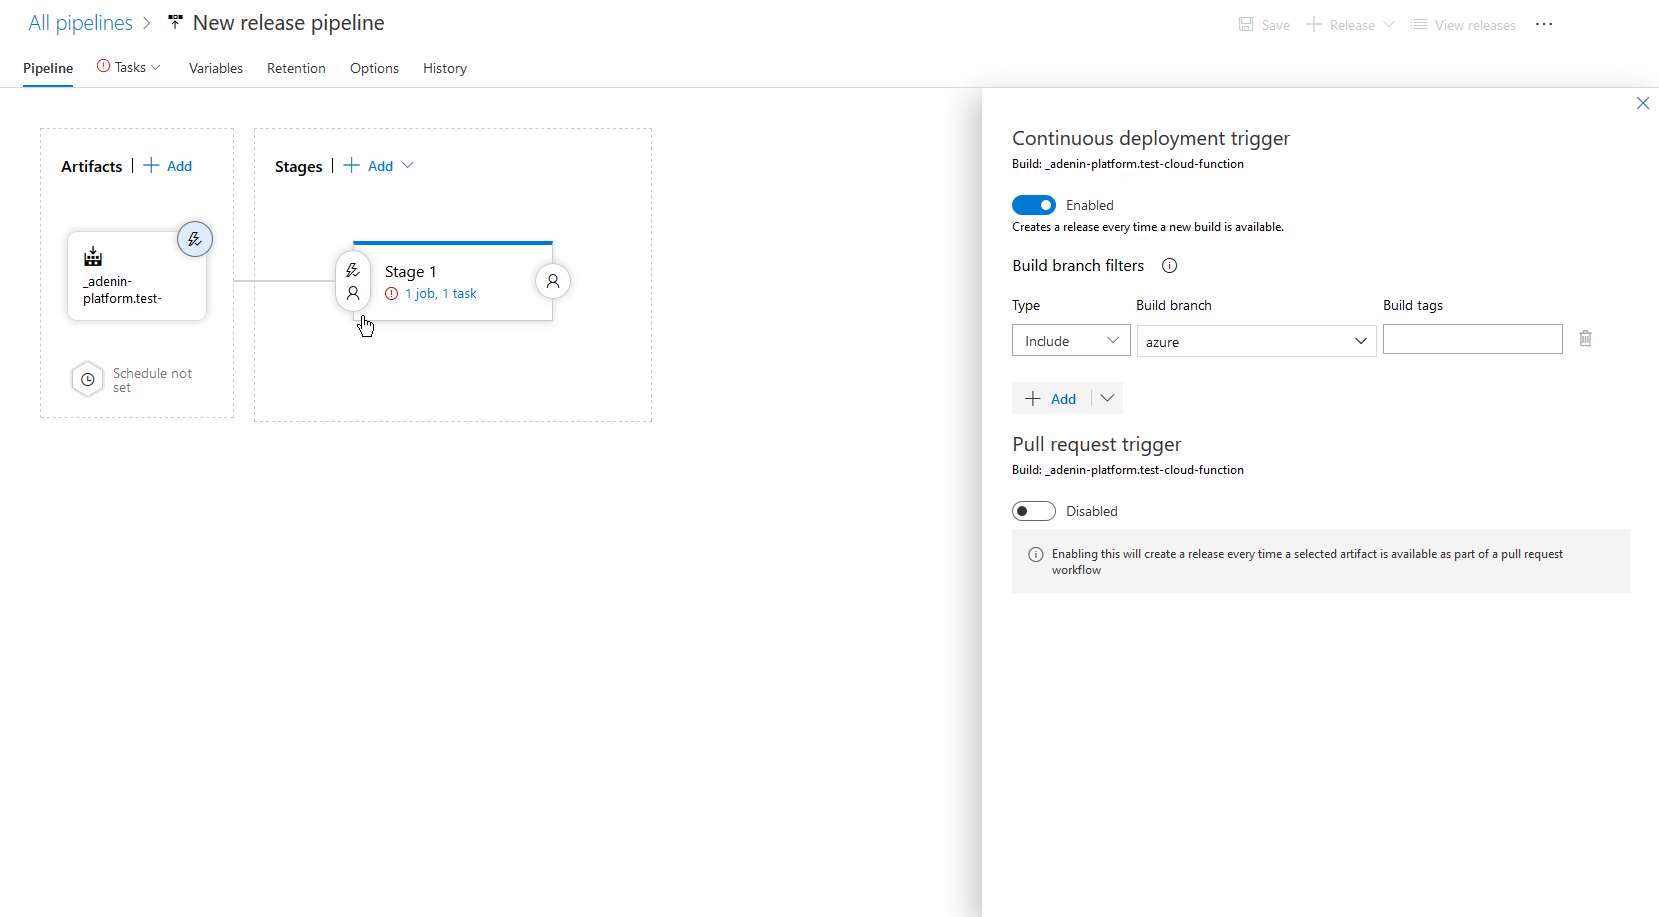 All pipelines > New release pipeline
Save Release View releases ...
Pipeline Tasks Variables Retention Options History
Artifacts | Add
Stages | Add
_adenin-
platform.test-
Stage 1
1 job, 1 task
Schedule not
set
Continuous deployment trigger
Build: _adenin-platform.test-cloud-function
Enabled
Creates a release every time a new build is available.
Build branch filters
Type Build branch Build tags
Include azure
Add
Pull request trigger
Build: _adenin-platform.test-cloud-function
Disabled
Enabling this will create a release every time a selected artifact is available as part of a pull request
workflow